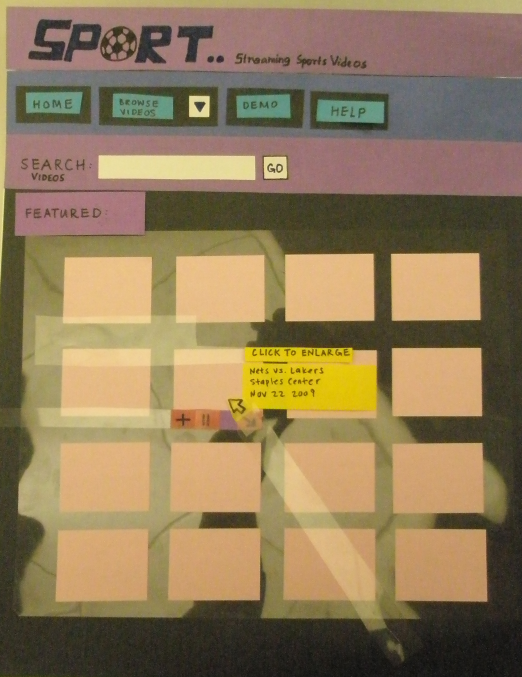 SPORT..
Streaming Sports Videos
HOME
BROWSE
VIDEOS
DEMO
HELP
SEARCH:
VIDEOS
GO
FEATURED:
CLICK TO ENLARGE
Nets vs. Lakers
Staples Center
Nov 22 2009